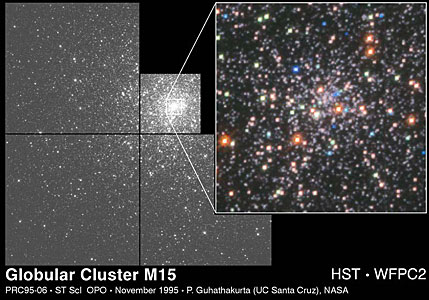 Globular Cluster M15 HST • WFPC2
PRC95-06 • ST ScI OPO • November 1995 • P. Guhathakurta (UC Santa Cruz), NASA